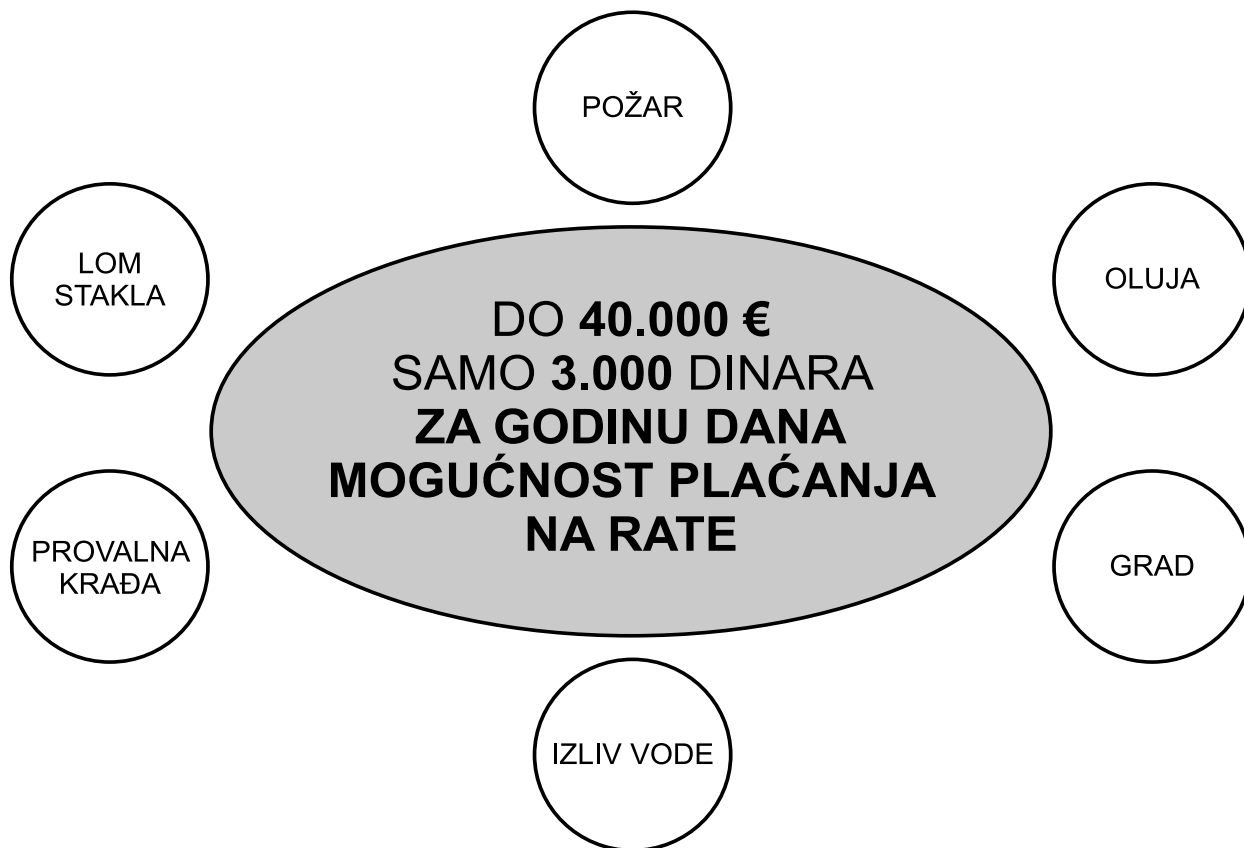 POŽAR
LOM
STAKLA
OLUJA
DO 40.000 €
SAMO 3.000 DINARA
ZA GODINU DANA
MOGUĆNOST PLAĆANJA
NA RATE
PROVALNA
KRAĐA
GRAD
IZLIV VODE